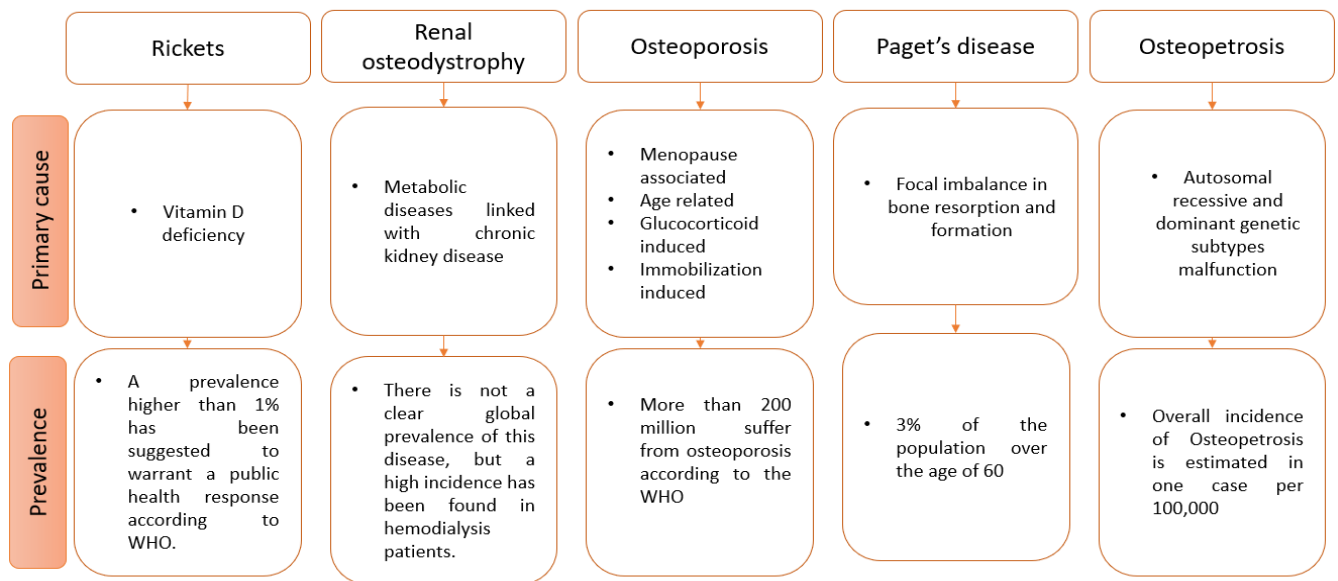 Rickets
Renal
osteodystrophy
Osteoporosis
Paget's disease
Osteopetrosis
Primary cause
• Vitamin D
deficiency
• Metabolic
diseases linked
with chronic
kidney disease
• Menopause
associated
• Age related
• Glucocorticoid
induced
• Immobilization
induced
• Focal imbalance in
bone resorption and
formation
• Autosomal
recessive and
dominant genetic
subtypes
malfunction
Prevalence
• A prevalence
higher than 1%
has been
suggested to
warrant a public
health response
according to
WHO.
• There is not a
clear global
prevalence of this
disease, but a
high incidence has
been found in
hemodialysis
patients.
• More than 200
million suffer
from osteoporosis
according to the
WHO
• 3% of the
population over
the age of 60
• Overall incidence
of Osteopetrosis
is estimated in
one case per
100,000